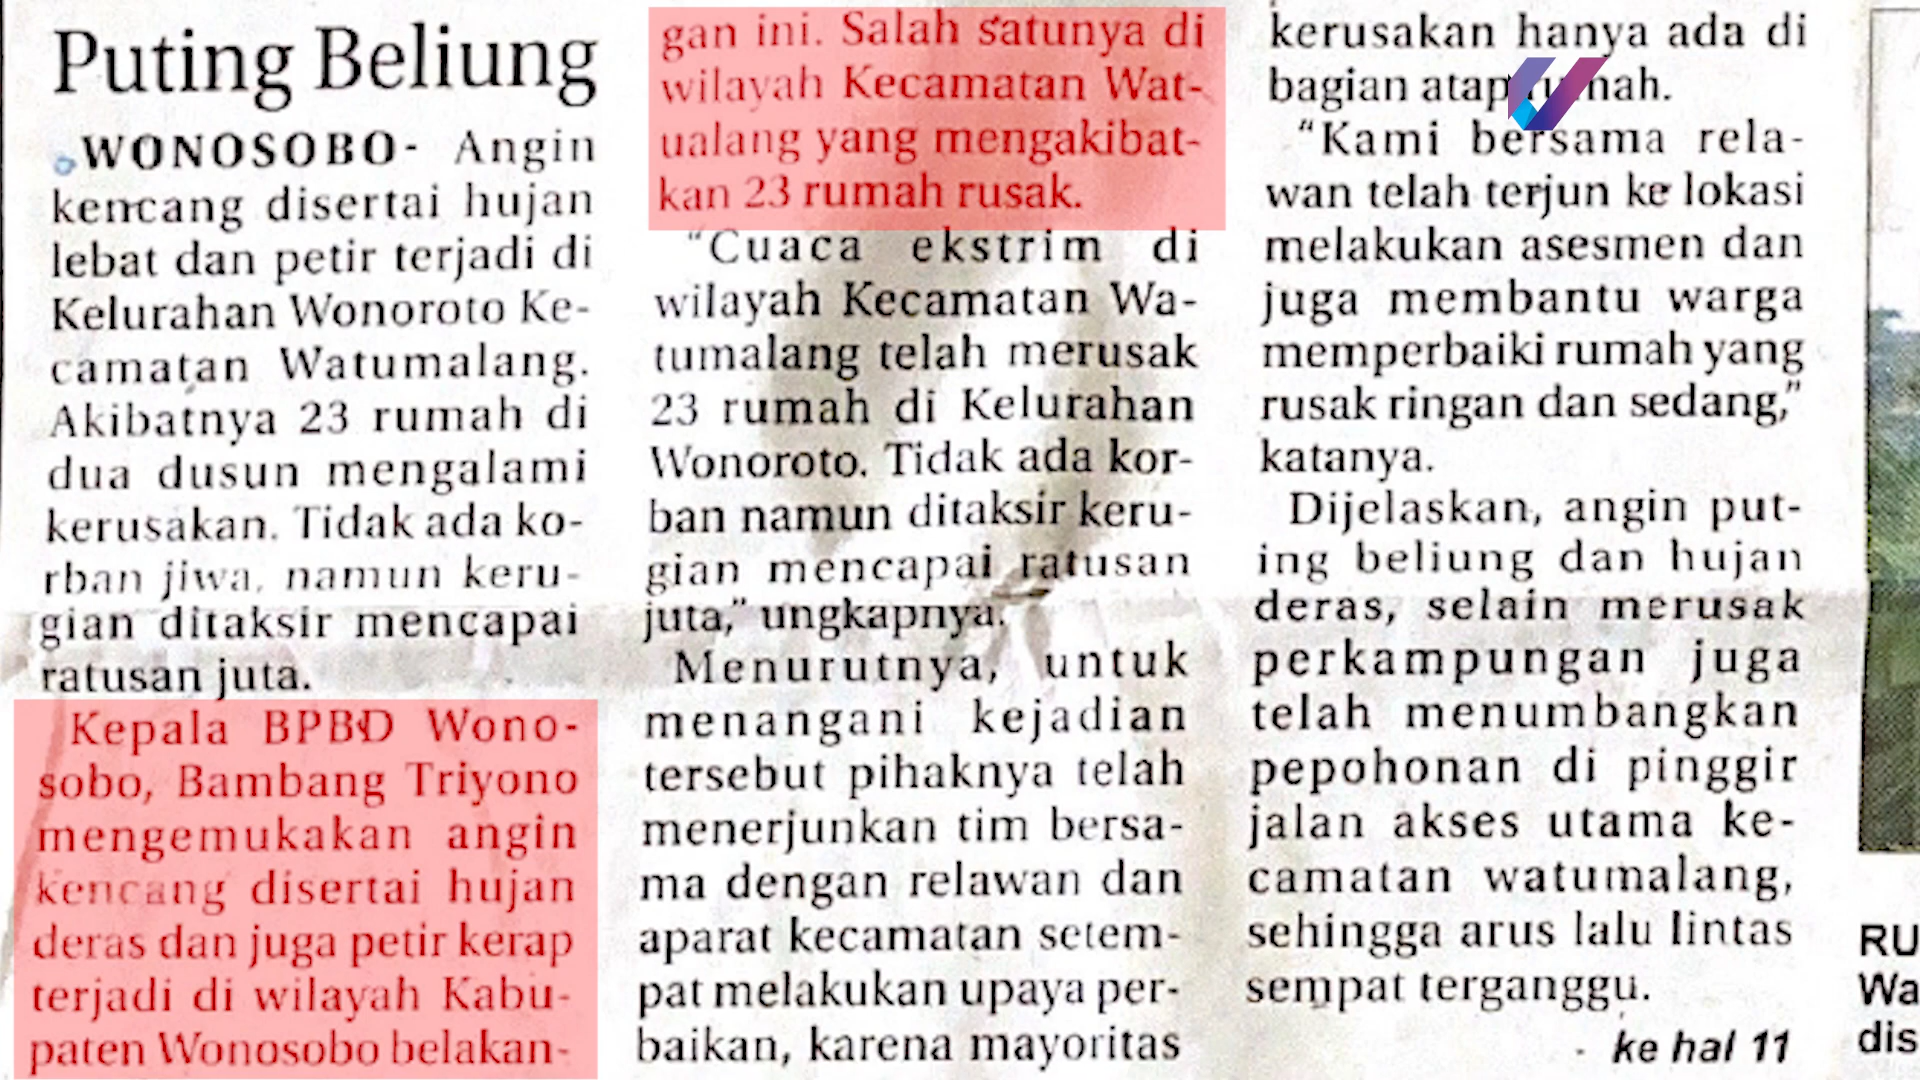 Puting Beliung
WONOSOBO- Angin
kencang disertai hujan
lebat dan petir terjadi di
Kelurahan Wonoroto Ke-
camatan Watumalang.
Akibatnya 23 rumah di
dua dusun mengalami
kerusakan. Tidak ada ko-
rban jiwa, namun keru-
gian ditaksir mencapai
ratusan juta.
Kepala BPBD Wono-
sobo, Bambang Triyono
mengemukakan angin
kencang disertai hujan
deras dan juga petir kerap
terjadi di wilayah Kabu-
paten Wonosobo belakan-
gan ini. Salah satunya di
wilayah Kecamatan Wat-
ualang yang mengakibat-
kan 23 rumah rusak.
"Cuaca ekstrim di
wilayah Kecamatan Wa-
tumalang telah merusak
23 rumah di Kelurahan
Wonoroto. Tidak ada kor-
ban namun ditaksir keru-
gian mencapai ratusan
juta," ungkapnya.
Menurutnya, untuk
menangani kejadian
tersebut pihaknya telah
menerjunkan tim bersa-
ma dengan relawan dan
aparat kecamatan setem-
pat melakukan upaya per-
baikan, karena mayoritas
kerusakan hanya ada di
bagian atap rumah.
"Kami bersama rela-
wan telah terjun ke lokasi
melakukan asesmen dan
juga membantu warga
memperbaiki rumah yang
rusak ringan dan sedang,"
katanya.
Dijelaskan, angin put-
ing beliung dan hujan
deras, selain merusak
perkampungan juga
telah menumbangkan
pepohonan di pinggir
jalan akses utama ke-
camatan watumalang,
sehingga arus lalu lintas
sempat terganggu.
- ke hal 11
RU
Wa
dis